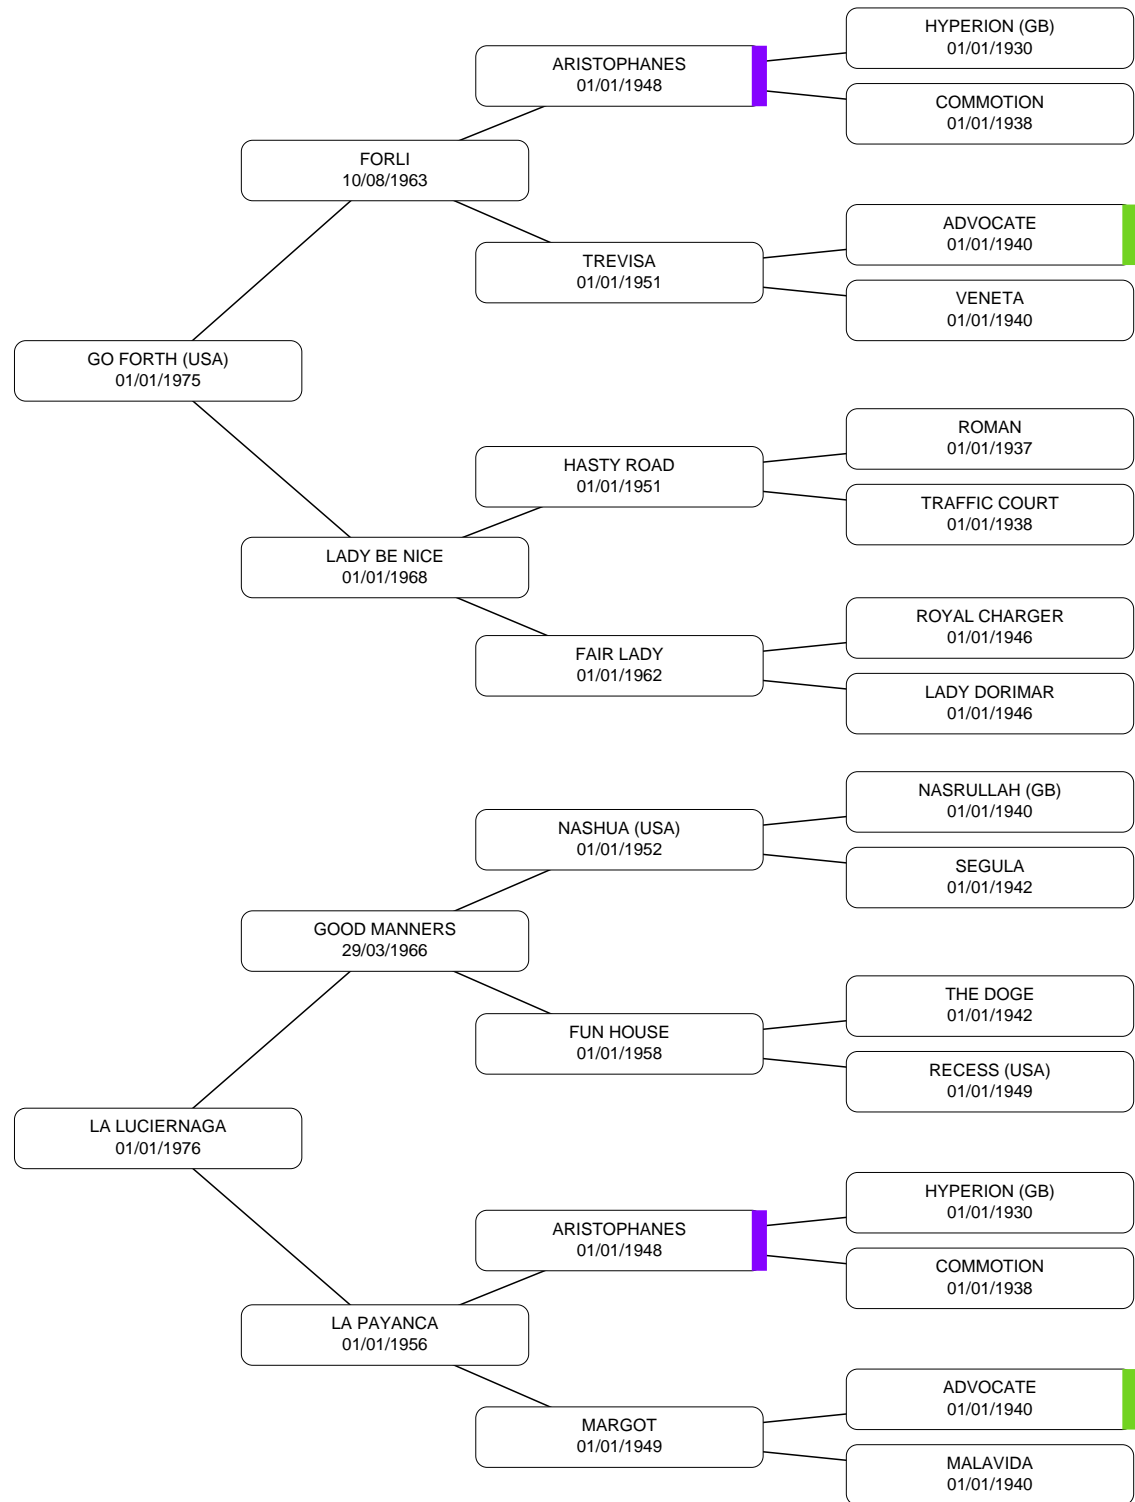 HYPERION (GB)
01/01/1930
ARISTOPHANES
01/01/1948
COMMOTION
01/01/1938
FORLI
10/08/1963
ADVOCATE
01/01/1940
TREVISA
01/01/1951
VENETA
01/01/1940
GO FORTH (USA)
01/01/1975
ROMAN
01/01/1937
HASTY ROAD
01/01/1951
TRAFFIC COURT
01/01/1938
LADY BE NICE
01/01/1968
ROYAL CHARGER
01/01/1946
FAIR LADY
01/01/1962
LADY DORIMAR
01/01/1946
NASRULLAH (GB)
01/01/1940
NASHUA (USA)
01/01/1952
SEGULA
01/01/1942
GOOD MANNERS
29/03/1966
THE DOGE
01/01/1942
FUN HOUSE
01/01/1958
RECESS (USA)
01/01/1949
LA LUCIERNAGA
01/01/1976
HYPERION (GB)
01/01/1930
ARISTOPHANES
01/01/1948
COMMOTION
01/01/1938
LA PAYANCA
01/01/1956
ADVOCATE
01/01/1940
MARGOT
01/01/1949
MALAVIDA
01/01/1940